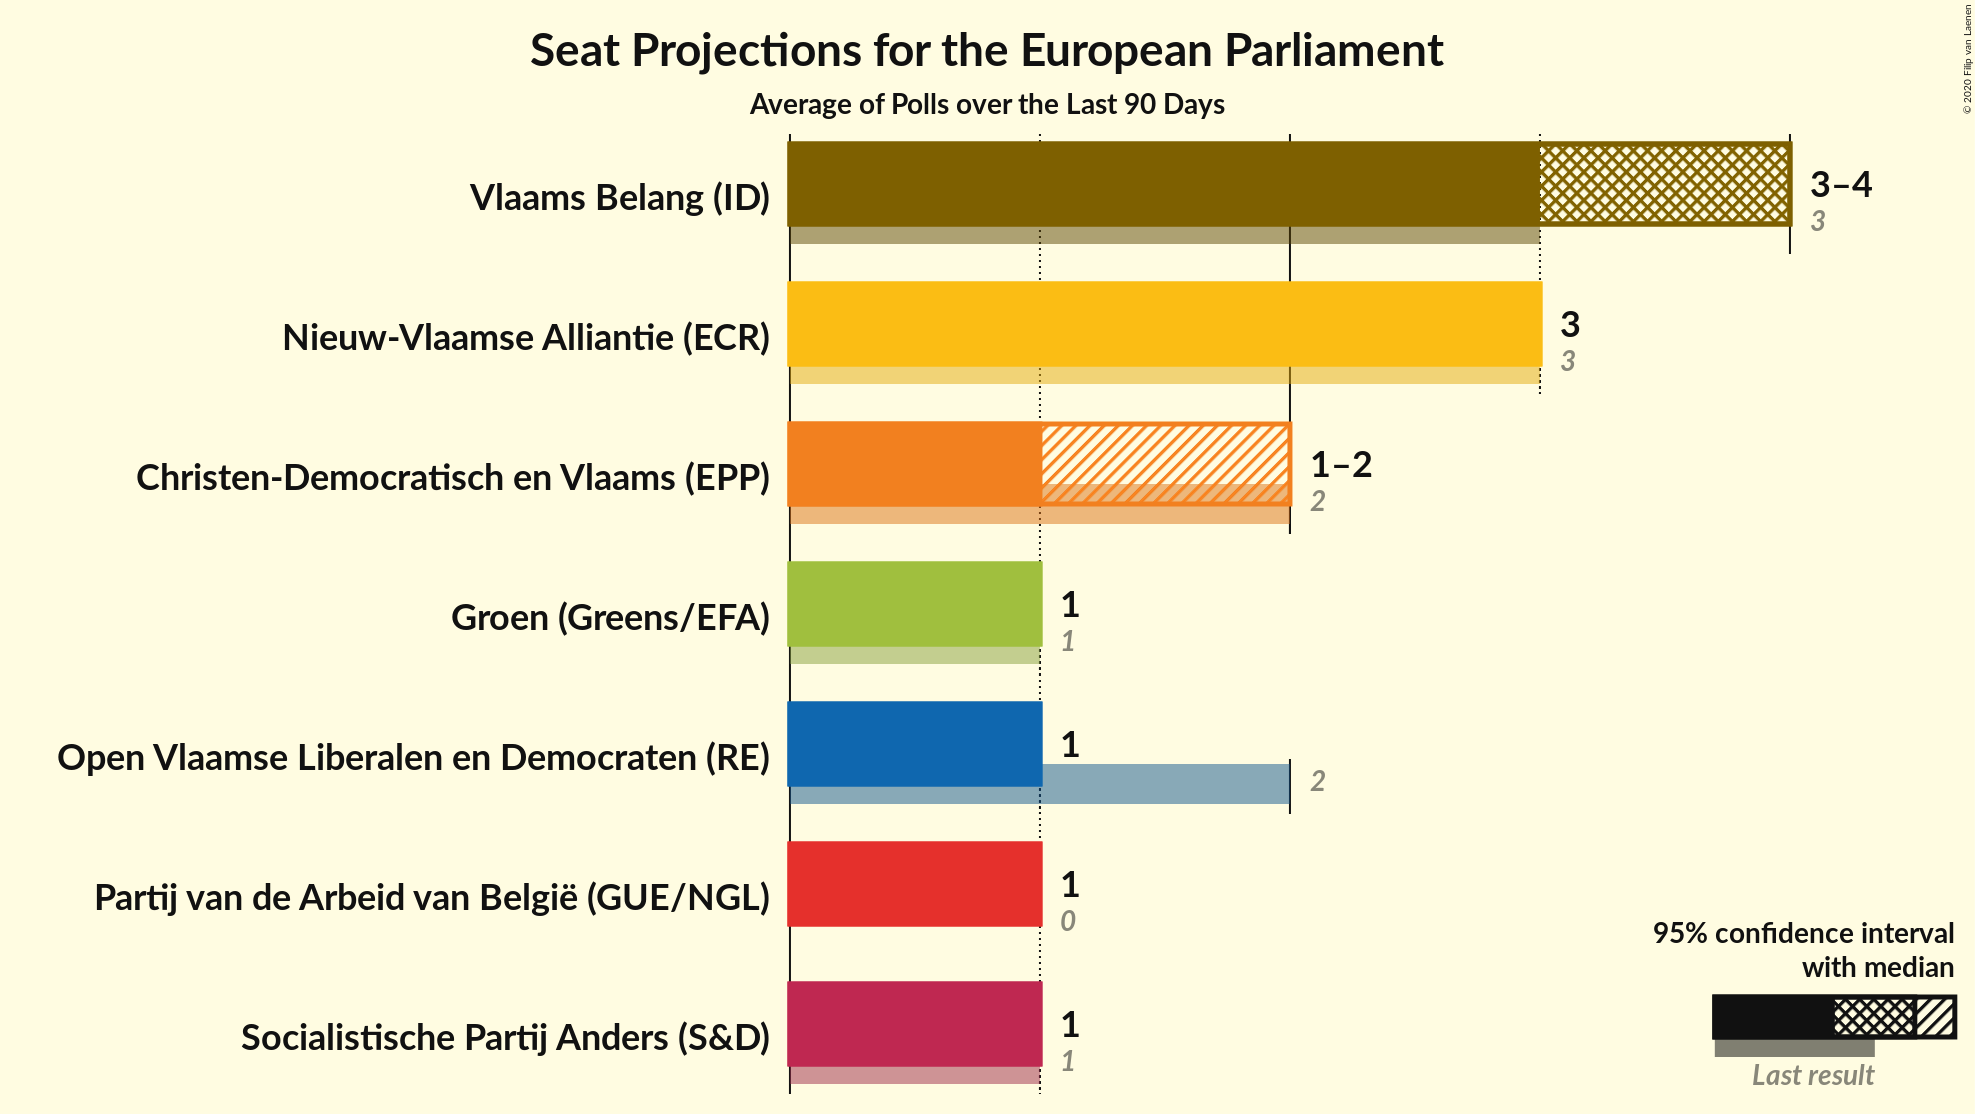 Seat Projections for the European Parliament
Average of Polls over the Last 90 Days
© 2020 Filip van Laenen
Vlaams Belang (ID)
3–4
3
Nieuw-Vlaamse Alliantie (ECR)
3
3
Christen-Democratisch en Vlaams (EPP)
1–2
2
Groen (Greens/EFA)
1
1
Open Vlaamse Liberalen en Democraten (RE)
1
2
Partij van de Arbeid van België (GUE/NGL)
1
0
Socialistische Partij Anders (S&D)
1
1
95% confidence interval
with median
Last result